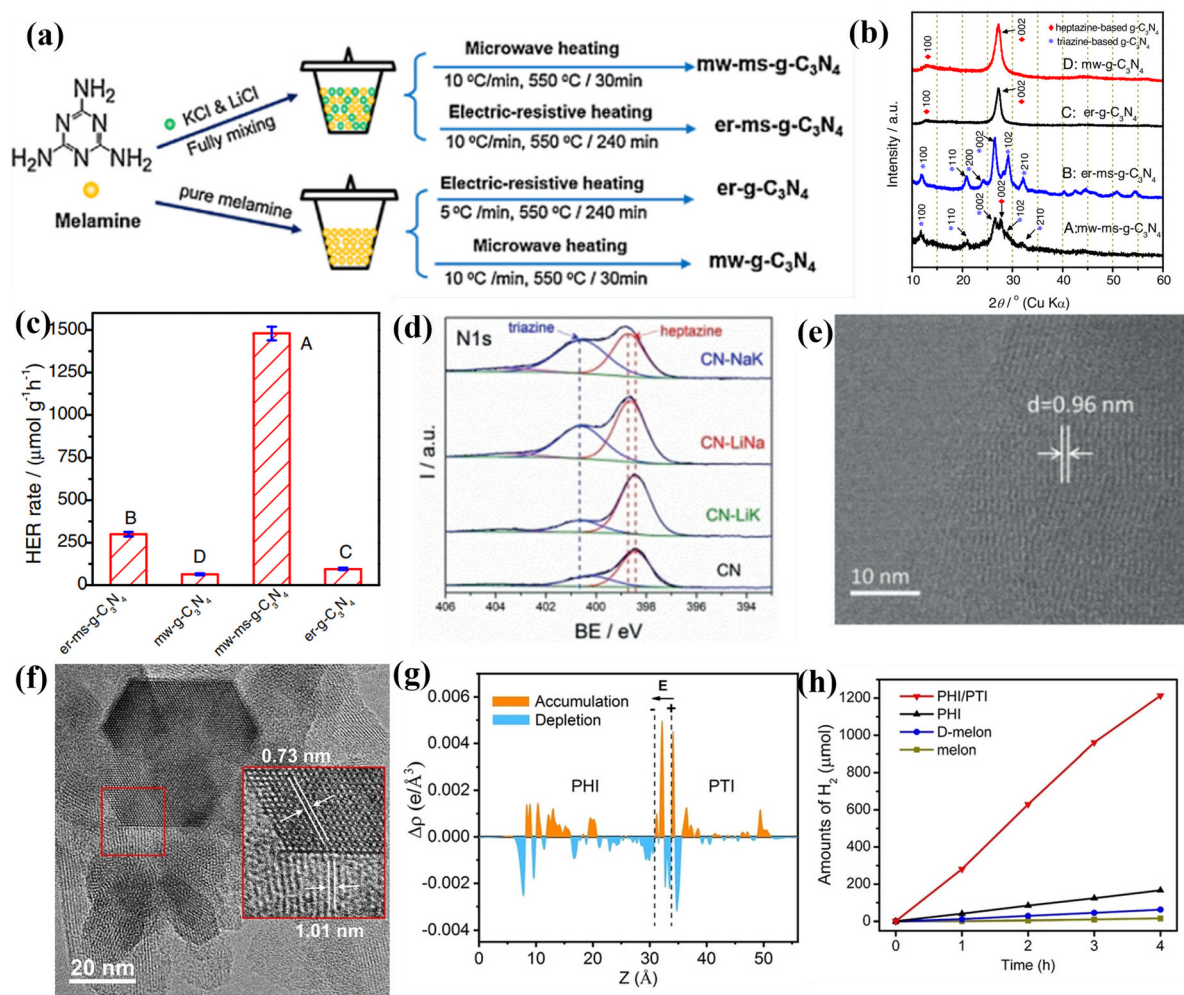 (a)
NH₂
N
N
N
NH₂
NH₂
Melamine
KCl & LiCl
Fully mixing
pure melamine
Microwave heating
10 ºC/min, 550 ºC / 30min
mw-ms-g-C₃N₄
Electric-resistive heating
10 ºC/min, 550 ºC / 240 min
er-ms-g-C₃N₄
Electric-resistive heating
5 ºC /min, 550 ºC / 240 min
er-g-C₃N₄
Microwave heating
10 ºC/min, 550 ºC / 30min
mw-g-C₃N₄
(b)
Intensity / a.u.
heptazine-based g-C₃N₄
triazine-based g-C₃N₄
100
002
D: mw-g-C₃N₄
100
002
C: er-g-C₃N₄
100
110
200
002
102
210
B: er-ms-g-C₃N₄
100
110
002
002
102
210
A:mw-ms-g-C₃N₄
10 20 30 40 50 60
2θ / ° (Cu Kα)
(c)
HER rate / (μmol g⁻¹h⁻¹)
1500
1250
1000
750
500
250
0
B
D
A
C
er-ms-g-C₃N₄
mw-g-C₃N₄
mw-ms-g-C₃N₄
er-g-C₃N₄
(d)
N1s
triazine
heptazine
CN-NaK
CN-LiNa
CN-LiK
CN
I / a.u.
406 404 402 400 398 396 394
BE / eV
(e)
d=0.96 nm
10 nm
(f)
0.73 nm
1.01 nm
20 nm
(g)
Δρ (e/Å³)
0.006
0.004
0.002
0.000
-0.002
-0.004
Accumulation
Depletion
E
- +
PHI
PTI
0 10 20 30 40 50
Z (Å)
(h)
Amounts of H₂ (μmol)
1200
1000
800
600
400
200
0
PHI/PTI
PHI
D-melon
melon
0 1 2 3 4
Time (h)